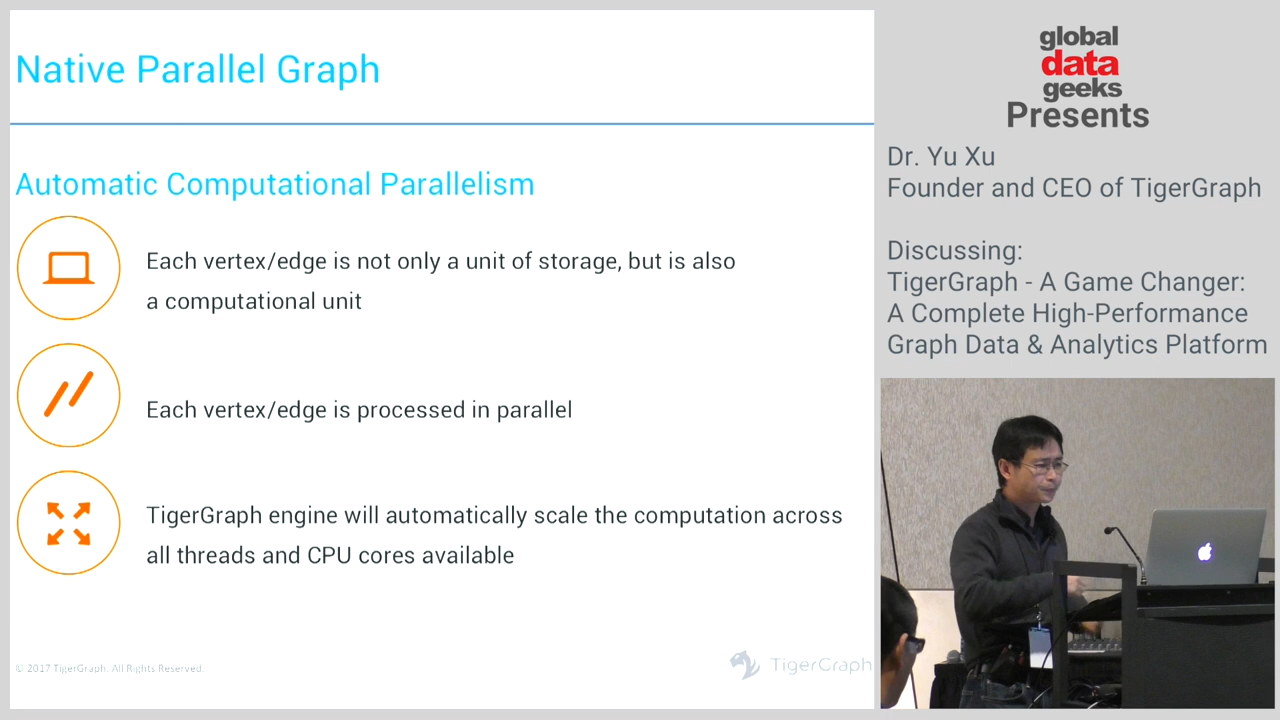 Native Parallel Graph
Automatic Computational Parallelism
Each vertex/edge is not only a unit of storage, but is also
a computational unit
Each vertex/edge is processed in parallel
TigerGraph engine will automatically scale the computation across
all threads and CPU cores available
© 2017 TigerGraph. All Rights Reserved.
TigerGraph
global
data
geeks
Presents
Dr. Yu Xu
Founder and CEO of TigerGraph
Discussing:
TigerGraph - A Game Changer:
A Complete High-Performance
Graph Data & Analytics Platform